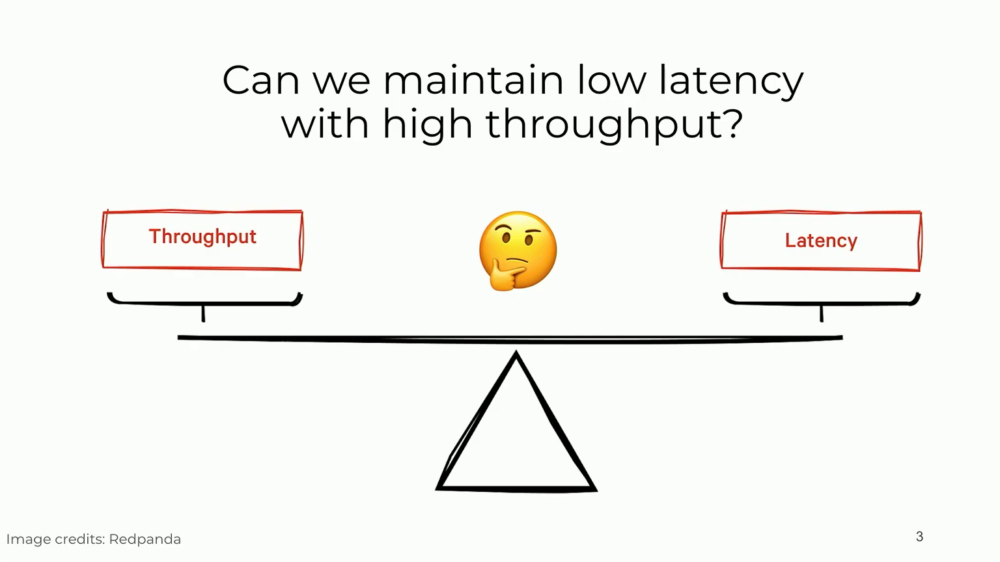 Can we maintain low latency
with high throughput?
Throughput
Latency
Image credits: Redpanda
3